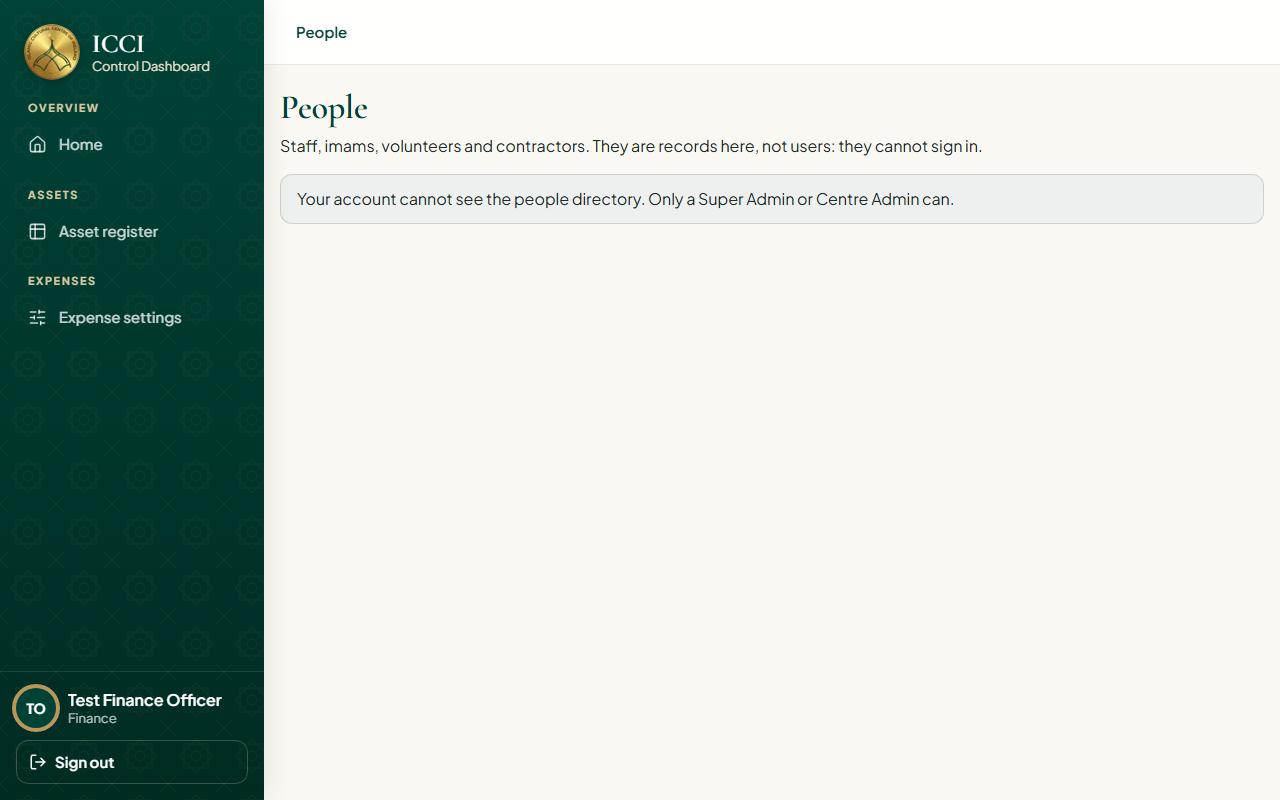 ICCI
Control Dashboard
OVERVIEW
Home
ASSETS
Asset register
EXPENSES
Expense settings
TO
Test Finance Officer
Finance
Sign out
People
People
Staff, imams, volunteers and contractors. They are records here, not users: they cannot sign in.
Your account cannot see the people directory. Only a Super Admin or Centre Admin can.